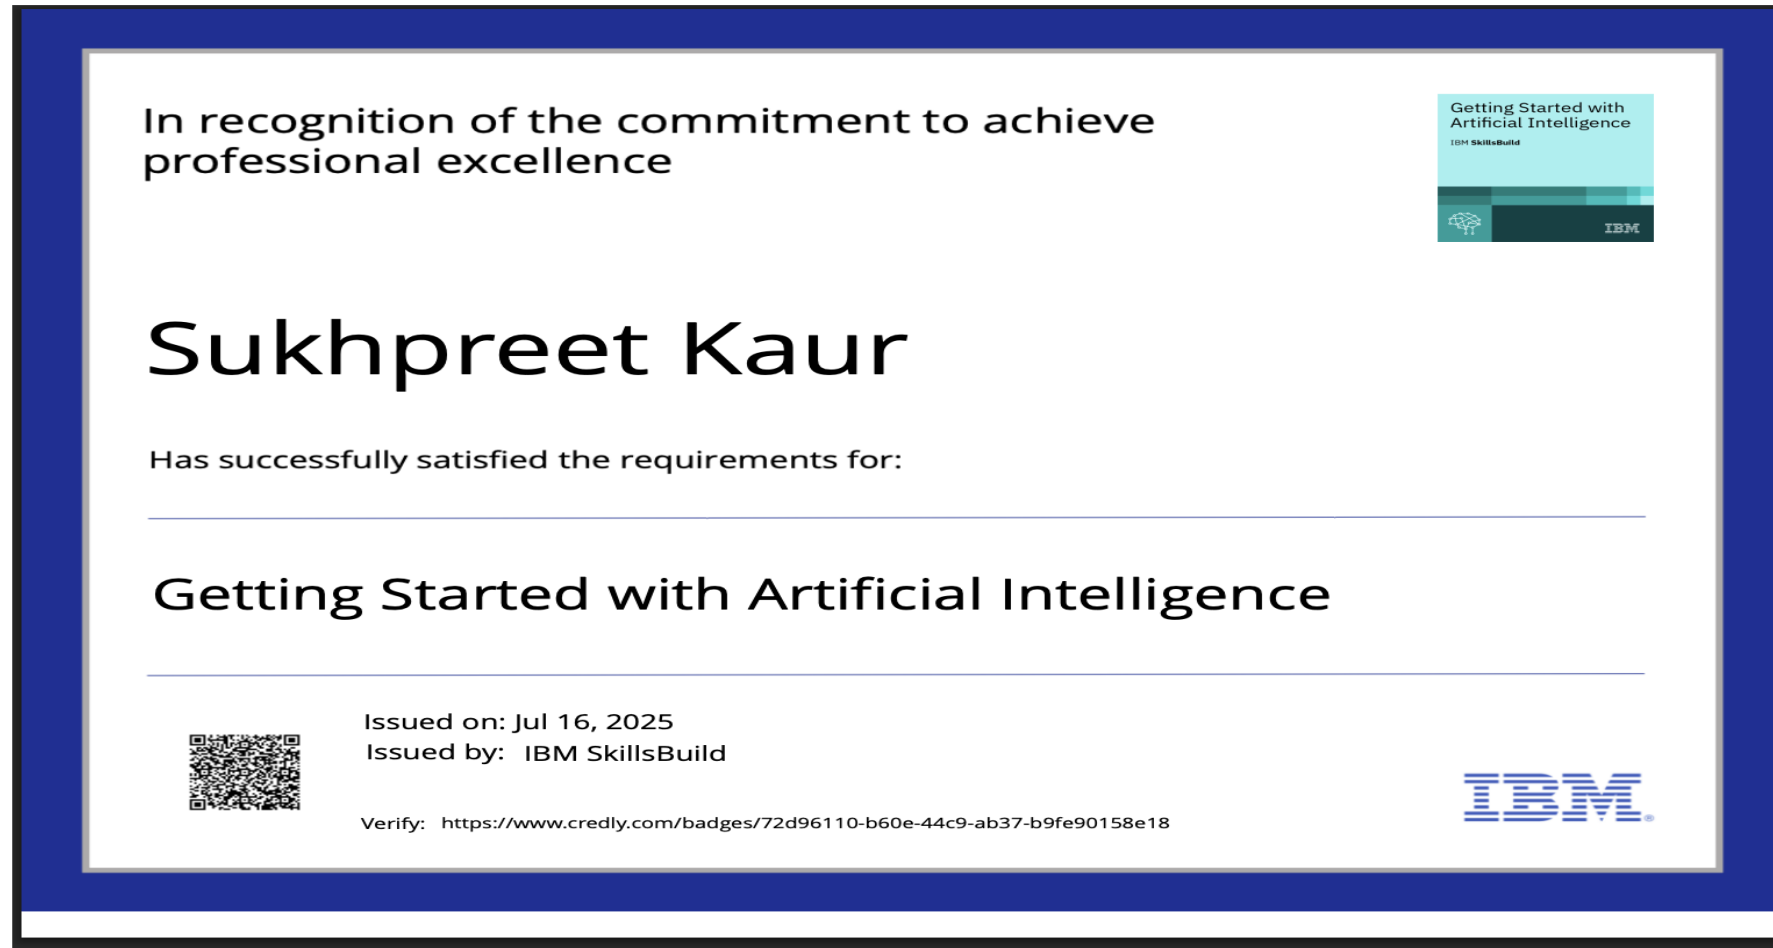 In recognition of the commitment to achieve
professional excellence
Getting Started with
Artificial Intelligence
IBM SkillsBuild
IBM
Sukhpreet Kaur
Has successfully satisfied the requirements for:
Getting Started with Artificial Intelligence
Issued on: Jul 16, 2025
Issued by: IBM SkillsBuild
Verify: https://www.credly.com/badges/72d96110-b60e-44c9-ab37-b9fe90158e18
IBM®